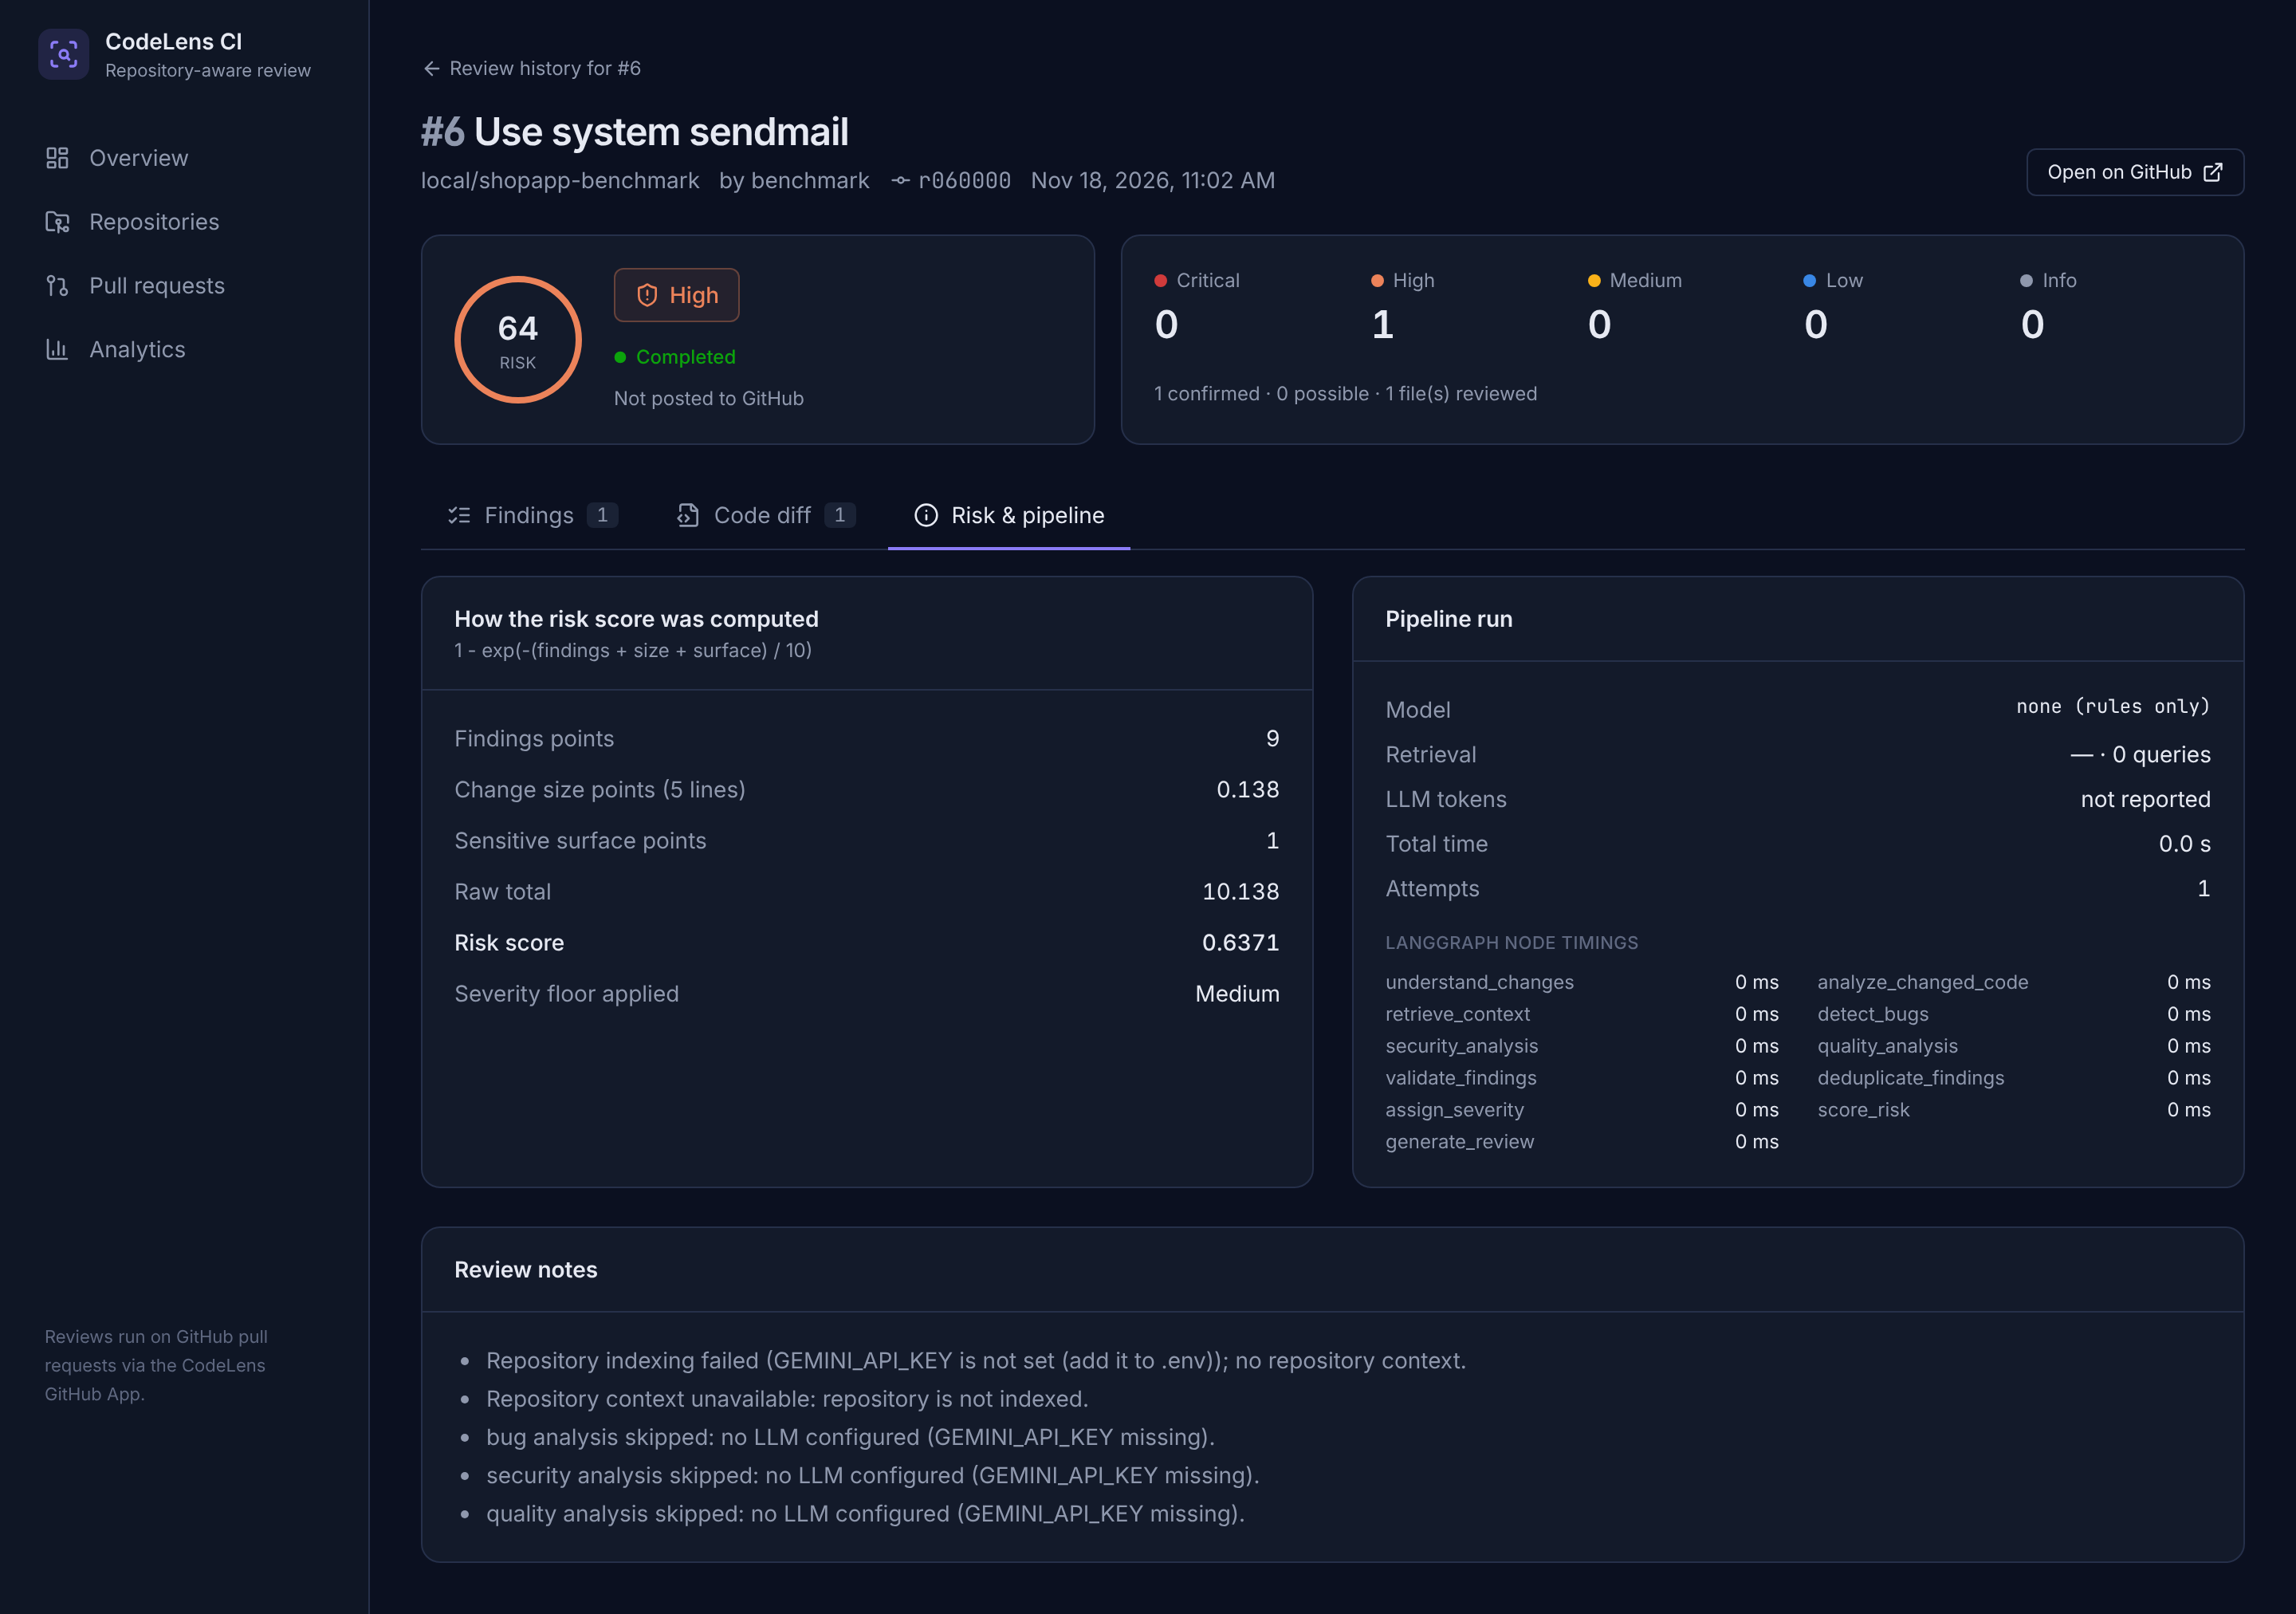 CodeLens CI
Repository-aware review
Overview
Repositories
Pull requests
Analytics
Reviews run on GitHub pull
requests via the CodeLens
GitHub App.
Review history for #6
#6 Use system sendmail
local/shopapp-benchmark by benchmark r060000 Nov 18, 2026, 11:02 AM
Open on GitHub
64
RISK
High
Completed
Not posted to GitHub
Critical High Medium Low Info
0 1 0 0 0
1 confirmed · 0 possible · 1 file(s) reviewed
Findings 1 Code diff 1 Risk & pipeline
How the risk score was computed
1 - exp(-(findings + size + surface) / 10)
Findings points 9
Change size points (5 lines) 0.138
Sensitive surface points 1
Raw total 10.138
Risk score 0.6371
Severity floor applied Medium
Pipeline run
Model none (rules only)
Retrieval — · 0 queries
LLM tokens not reported
Total time 0.0 s
Attempts 1
LANGGRAPH NODE TIMINGS
understand_changes 0 ms analyze_changed_code 0 ms
retrieve_context 0 ms detect_bugs 0 ms
security_analysis 0 ms quality_analysis 0 ms
validate_findings 0 ms deduplicate_findings 0 ms
assign_severity 0 ms score_risk 0 ms
generate_review 0 ms
Review notes
• Repository indexing failed (GEMINI_API_KEY is not set (add it to .env)); no repository context.
• Repository context unavailable: repository is not indexed.
• bug analysis skipped: no LLM configured (GEMINI_API_KEY missing).
• security analysis skipped: no LLM configured (GEMINI_API_KEY missing).
• quality analysis skipped: no LLM configured (GEMINI_API_KEY missing).